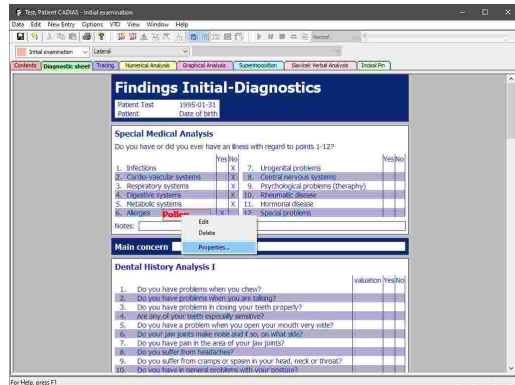 Test, Patient CADIAS - Initial examination
Data Edit New Entry Options VTO View Window Help
Normal
Initial examination Lateral
Contents Diagnostic sheet Tracing Numerical Analysis Graphical Analysis Superimposition Slavicek Verbal Analysis Incisal Pin
Findings Initial-Diagnostics
Patient Test 1995-01-31
Patient Date of birth
Special Medical Analysis
Do you have or did you ever have an illness with regard to points 1-12?
Yes No Yes No
1. Infections X 7. Urogenital problems
2. Cardio-vascular systems X 8. Central nervous systems
3. Respiratory systems X 9. Psychological problems (theraphy)
4. Digestive systems X 10. Rheumatic disease
5. Metabolic systems X 11. Hormonal disease
6. Allergies Pollen X 12. Special problems
Notes:
Edit
Delete
Properties...
Main concern
Dental History Analysis I
valuation Yes No
1. Do you have problems when you chew?
2. Do you have problems when you are talking?
3. Do you have problems in closing your teeth properly?
4. Are any of your teeth especially sensitive?
5. Do you have a problem when you open your mouth very wide?
6. Do your jaw joints make noise and if so, on what side?
7. Do you have pain in the area of your jaw joints?
8. Do you suffer from headaches?
9. Do you suffer from cramps or spasm in your head, neck or throat?
10. Do you have in general problems with your posture?
For Help, press F1